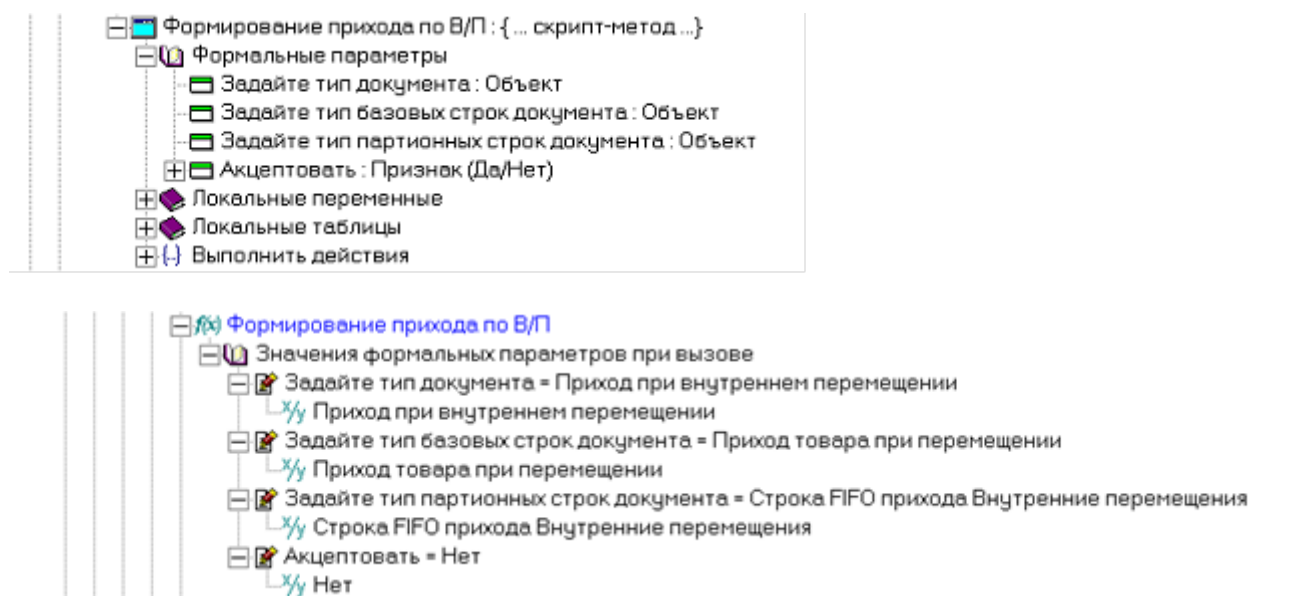 Формирование прихода по В/П : { ... скрипт-метод ...}
Формальные параметры
Задайте тип документа : Объект
Задайте тип базовых строк документа : Объект
Задайте тип партионных строк документа : Объект
Акцептовать : Признак (Да/Нет)
Локальные переменные
Локальные таблицы
{..} Выполнить действия
f(x) Формирование прихода по В/П
Значения формальных параметров при вызове
Задайте тип документа = Приход при внутреннем перемещении
x/y Приход при внутреннем перемещении
Задайте тип базовых строк документа = Приход товара при перемещении
x/y Приход товара при перемещении
Задайте тип партионных строк документа = Строка FIFO прихода Внутренние перемещения
x/y Строка FIFO прихода Внутренние перемещения
Акцептовать = Нет
x/y Нет